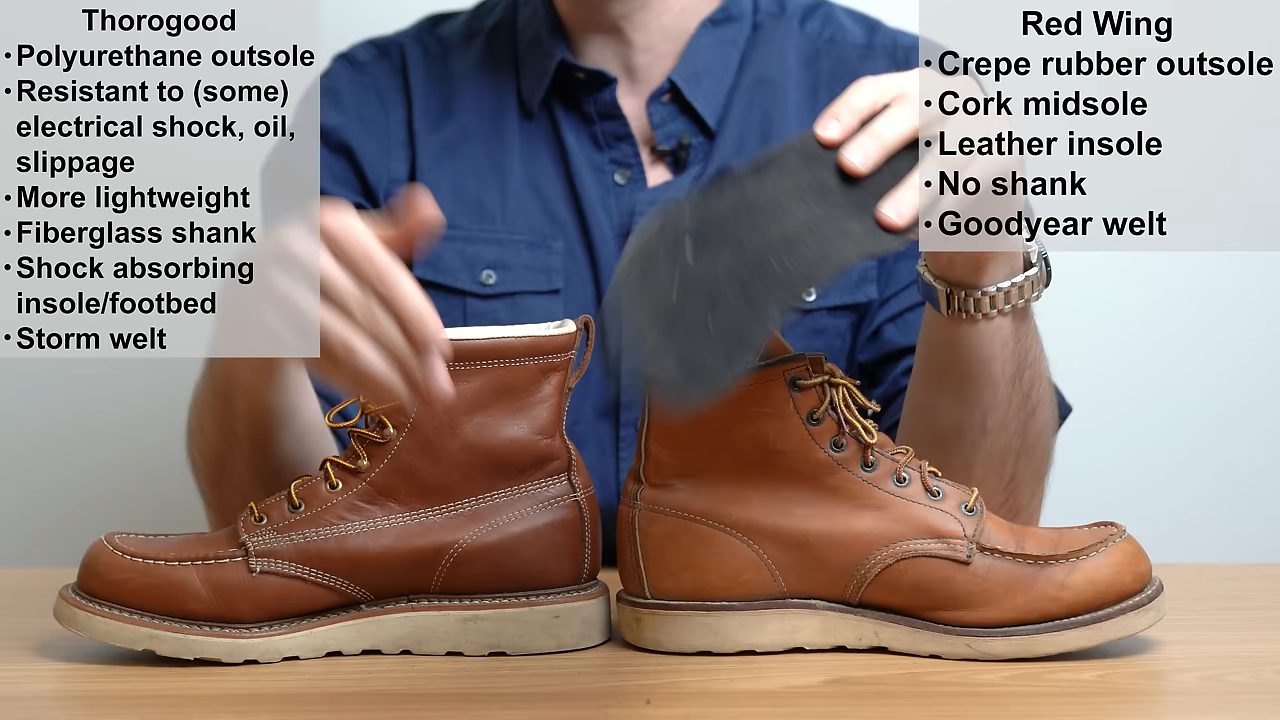 Thorogood
•Polyurethane outsole
•Resistant to (some)
electrical shock, oil,
slippage
•More lightweight
•Fiberglass shank
•Shock absorbing
insole/footbed
•Storm welt
Red Wing
•Crepe rubber outsole
•Cork midsole
•Leather insole
•No shank
•Goodyear welt